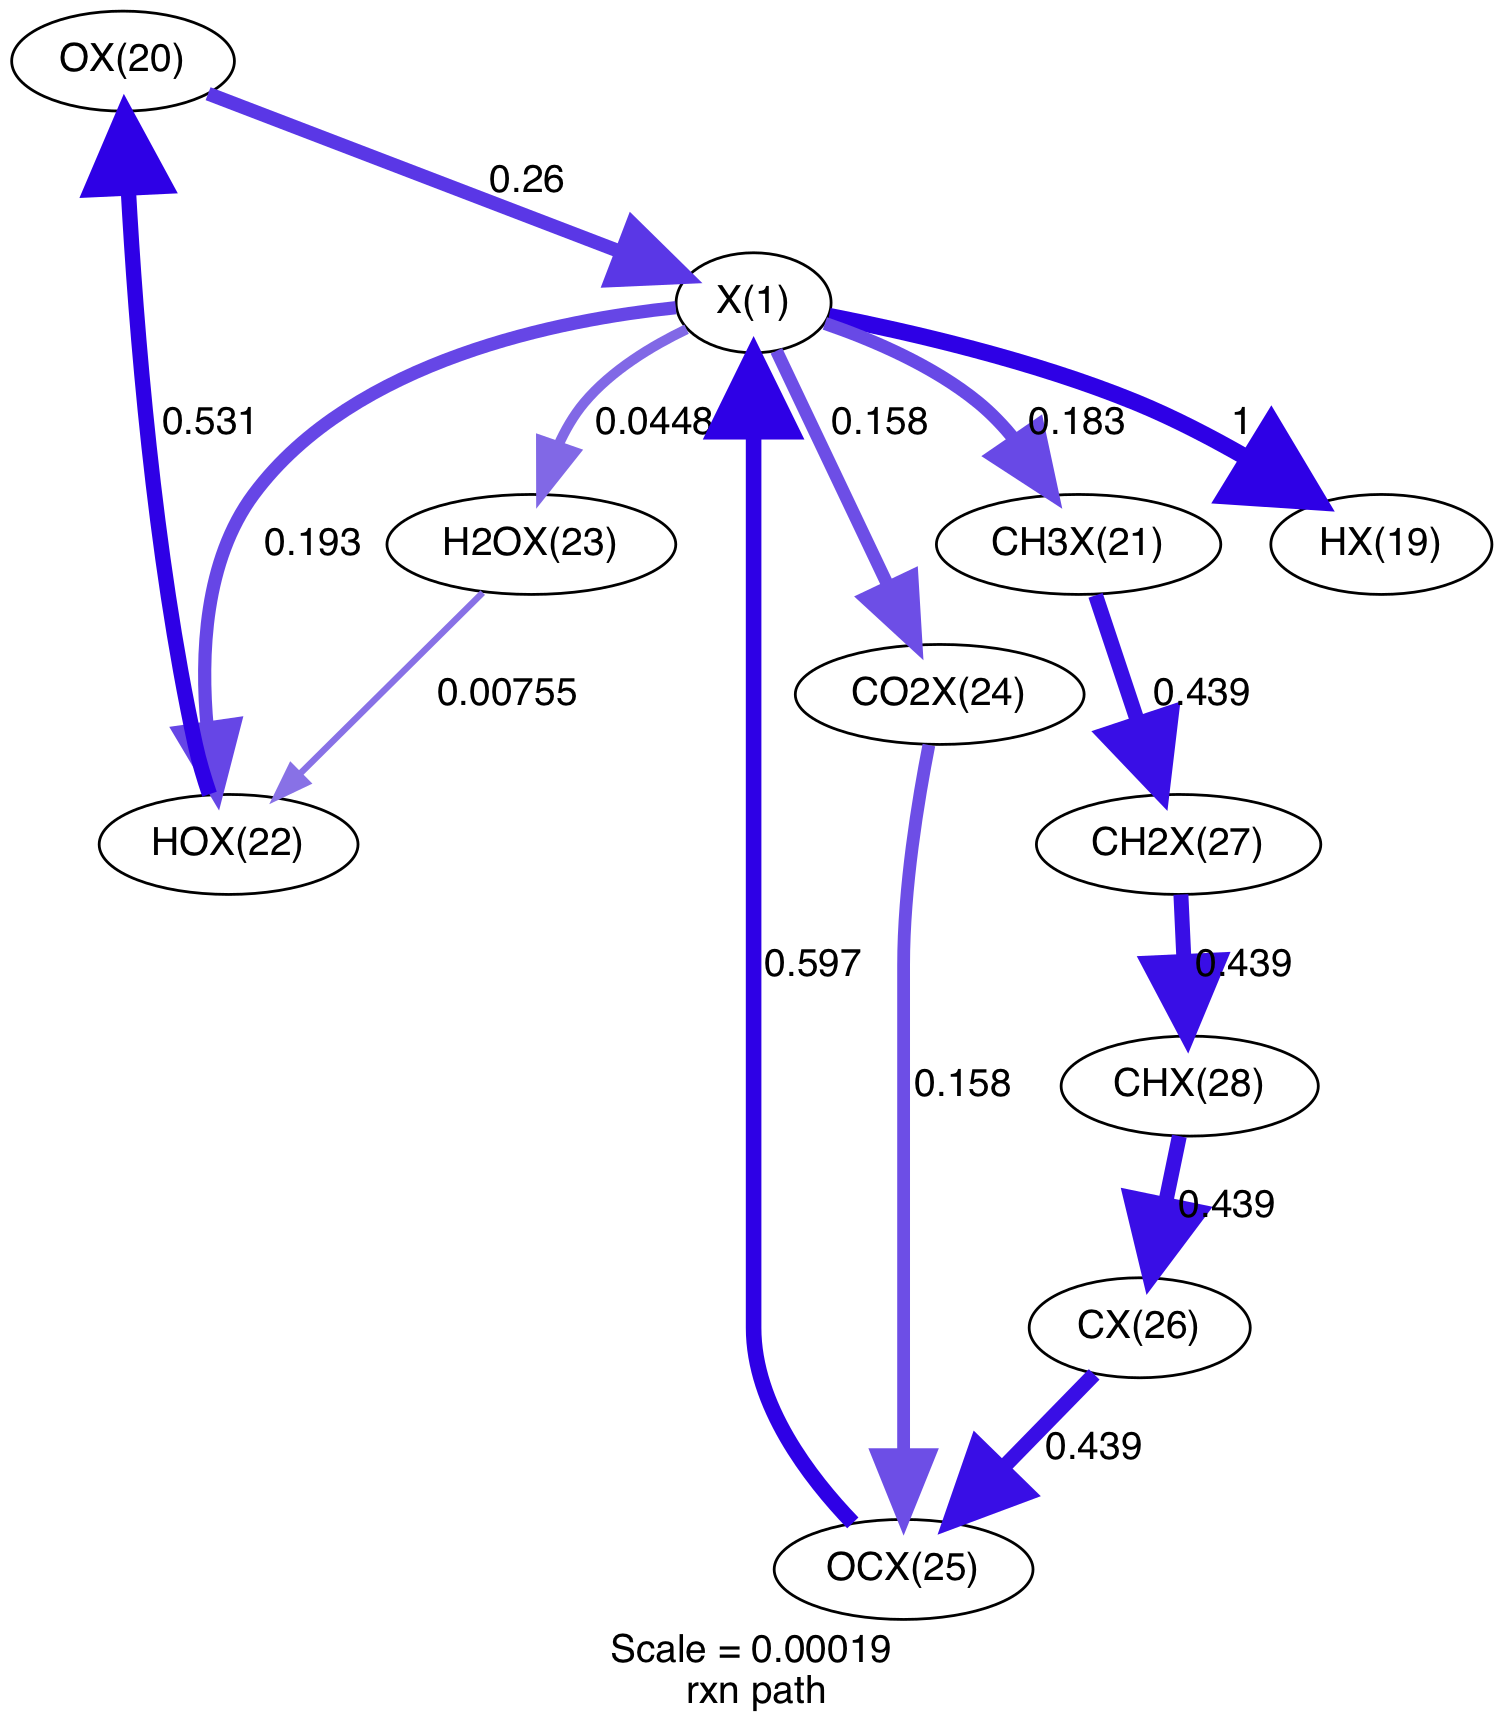 OX(20)
0.26
X(1)
0.531
0.0448
0.158
0.183
1
0.193
H2OX(23)
CH3X(21)
HX(19)
0.00755
CO2X(24)
0.439
HOX(22)
CH2X(27)
0.597
0.439
0.158
CHX(28)
0.439
CX(26)
0.439
OCX(25)
Scale = 0.00019
rxn path